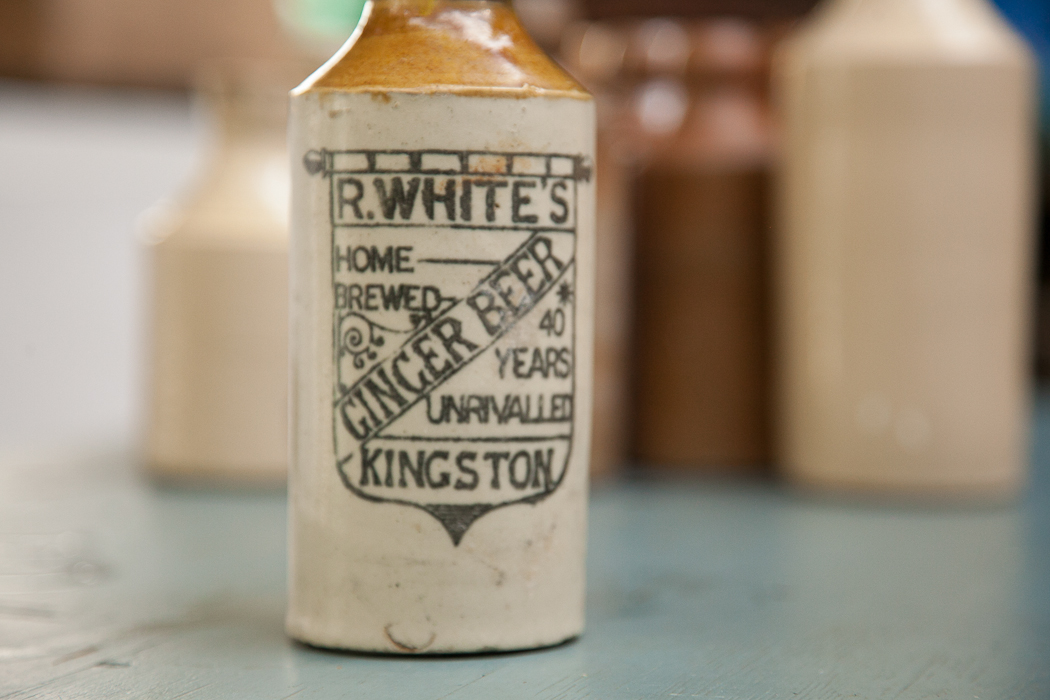 R.WHITE'S
HOME
BREWED
GINGER BEER
40
YEARS
UNRIVALLED
KINGSTON